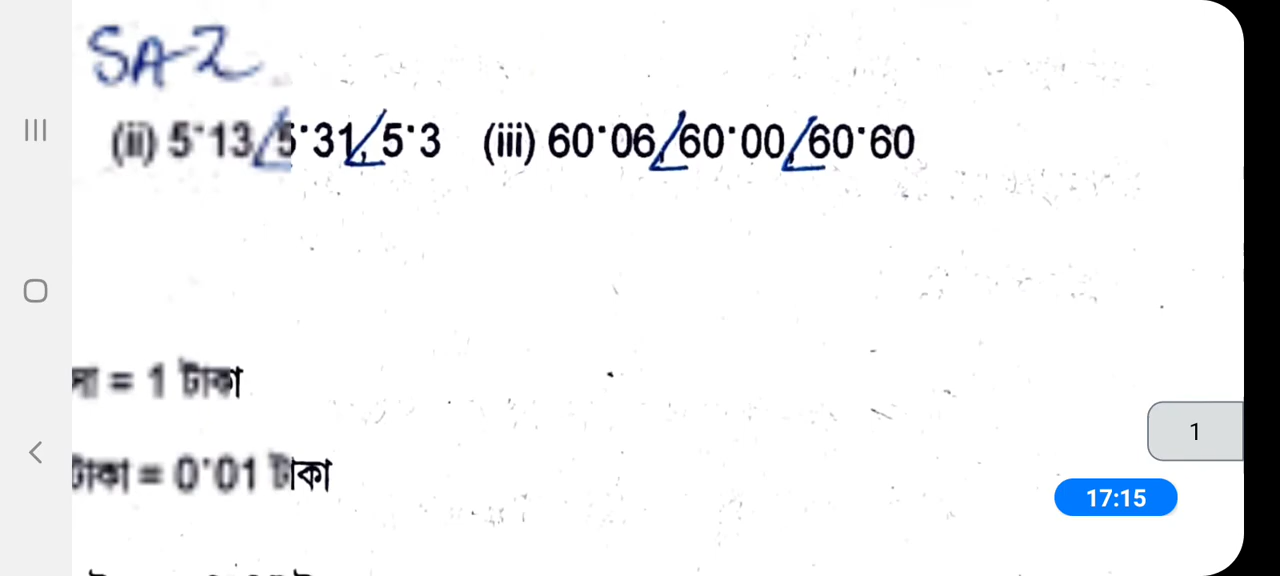 SA-2
(ii) 5·13, 5·31, 5·3 (iii) 60·06, 60·00, 60·60
= 1 টাকা
1
টাকা = 0·01 টাকা
17:15